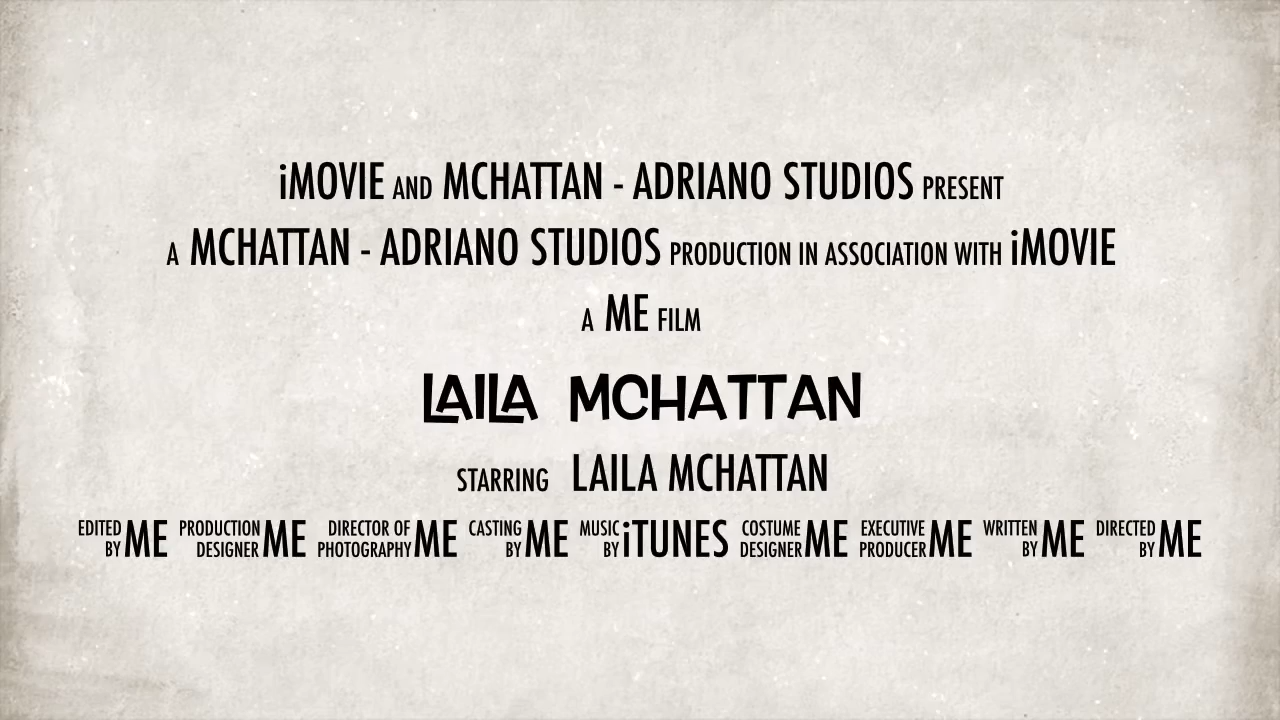 iMOVIE AND MCHATTAN - ADRIANO STUDIOS PRESENT
A MCHATTAN - ADRIANO STUDIOS PRODUCTION IN ASSOCIATION WITH iMOVIE
A ME FILM
LAILA MCHATTAN
STARRING LAILA MCHATTAN
EDITED BY ME PRODUCTION DESIGNER ME DIRECTOR OF PHOTOGRAPHY ME CASTING BY ME MUSIC BY iTUNES COSTUME DESIGNER ME EXECUTIVE PRODUCER ME WRITTEN BY ME DIRECTED BY ME